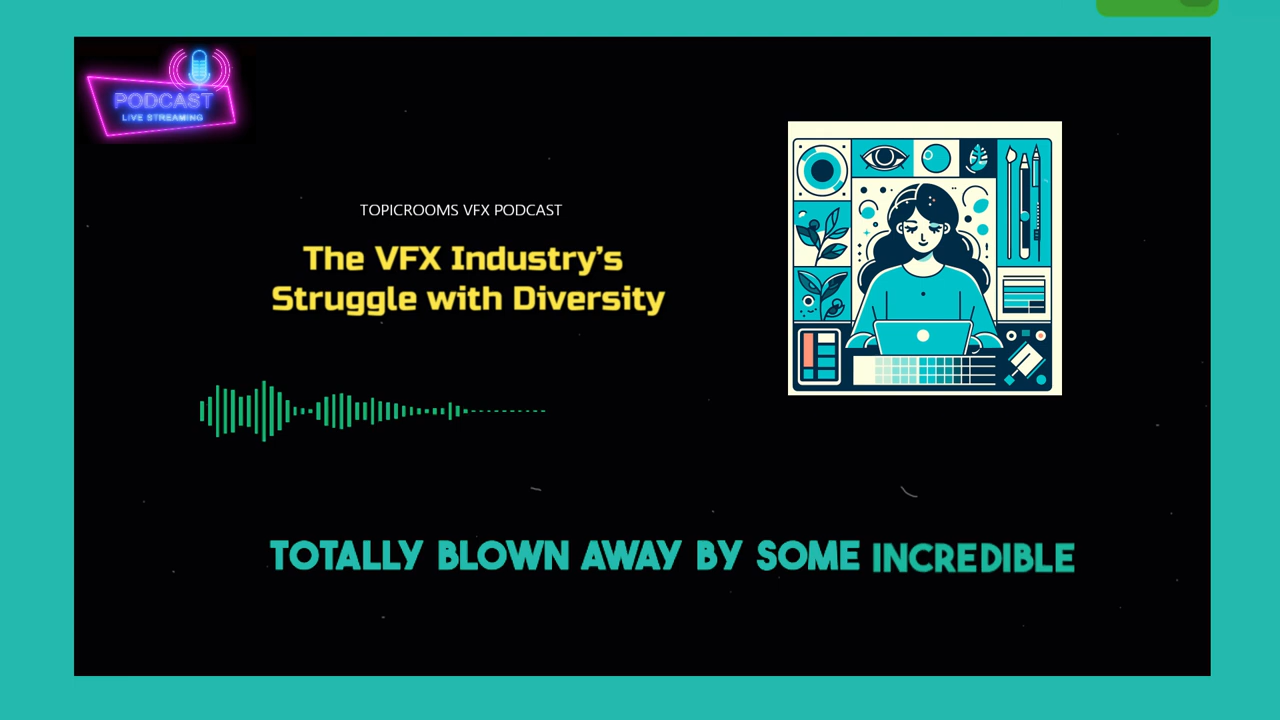 PODCAST
LIVE STREAMING
TOPICROOMS VFX PODCAST
The VFX Industry’s
Struggle with Diversity
TOTALLY BLOWN AWAY BY SOME INCREDIBLE